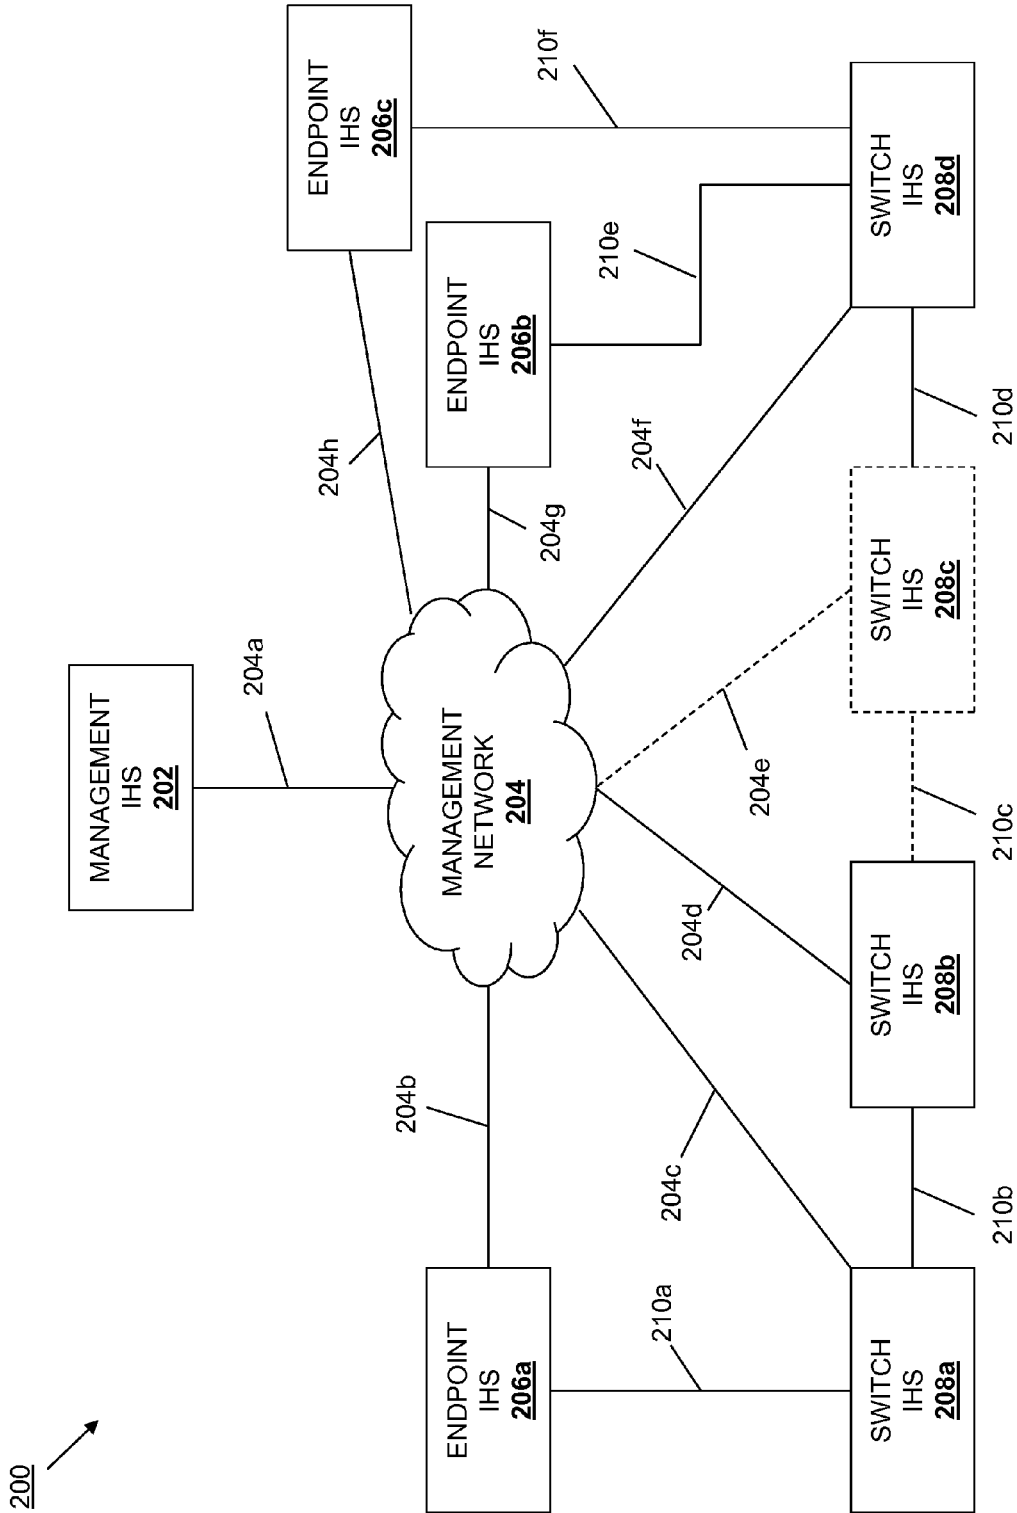 200
MANAGEMENT
IHS
202
204a
ENDPOINT
IHS
206c
204h
210f
ENDPOINT
IHS
206a
204b
MANAGEMENT
NETWORK
204
204g
ENDPOINT
IHS
206b
210e
210a
204c
204d
204e
204f
SWITCH
IHS
208a
210b
SWITCH
IHS
208b
210c
SWITCH
IHS
208c
210d
SWITCH
IHS
208d